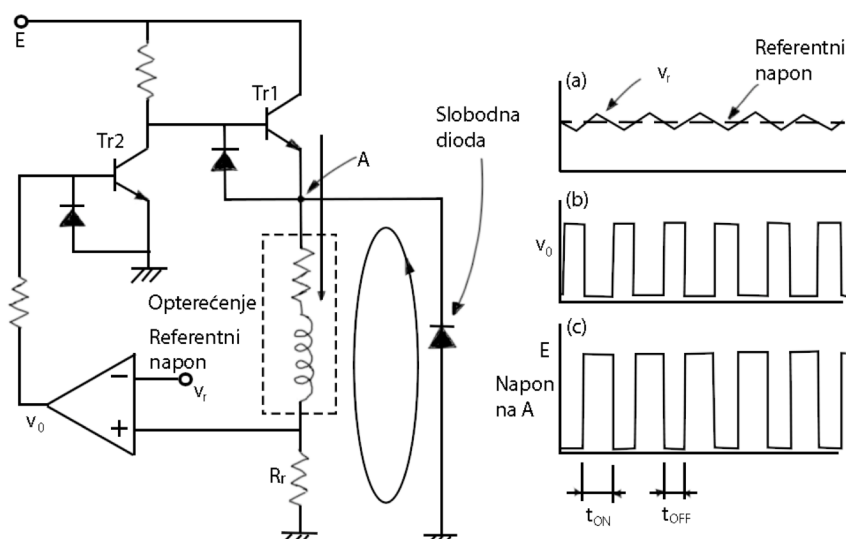 E
Tr1
Tr2
A
Slobodna
dioda
Opterećenje
Referentni
napon
v_r
v_0
−
+
R_r
(a)
v_r
Referentni
napon
(b)
v_0
(c)
E
Napon
na A
t_ON
t_OFF